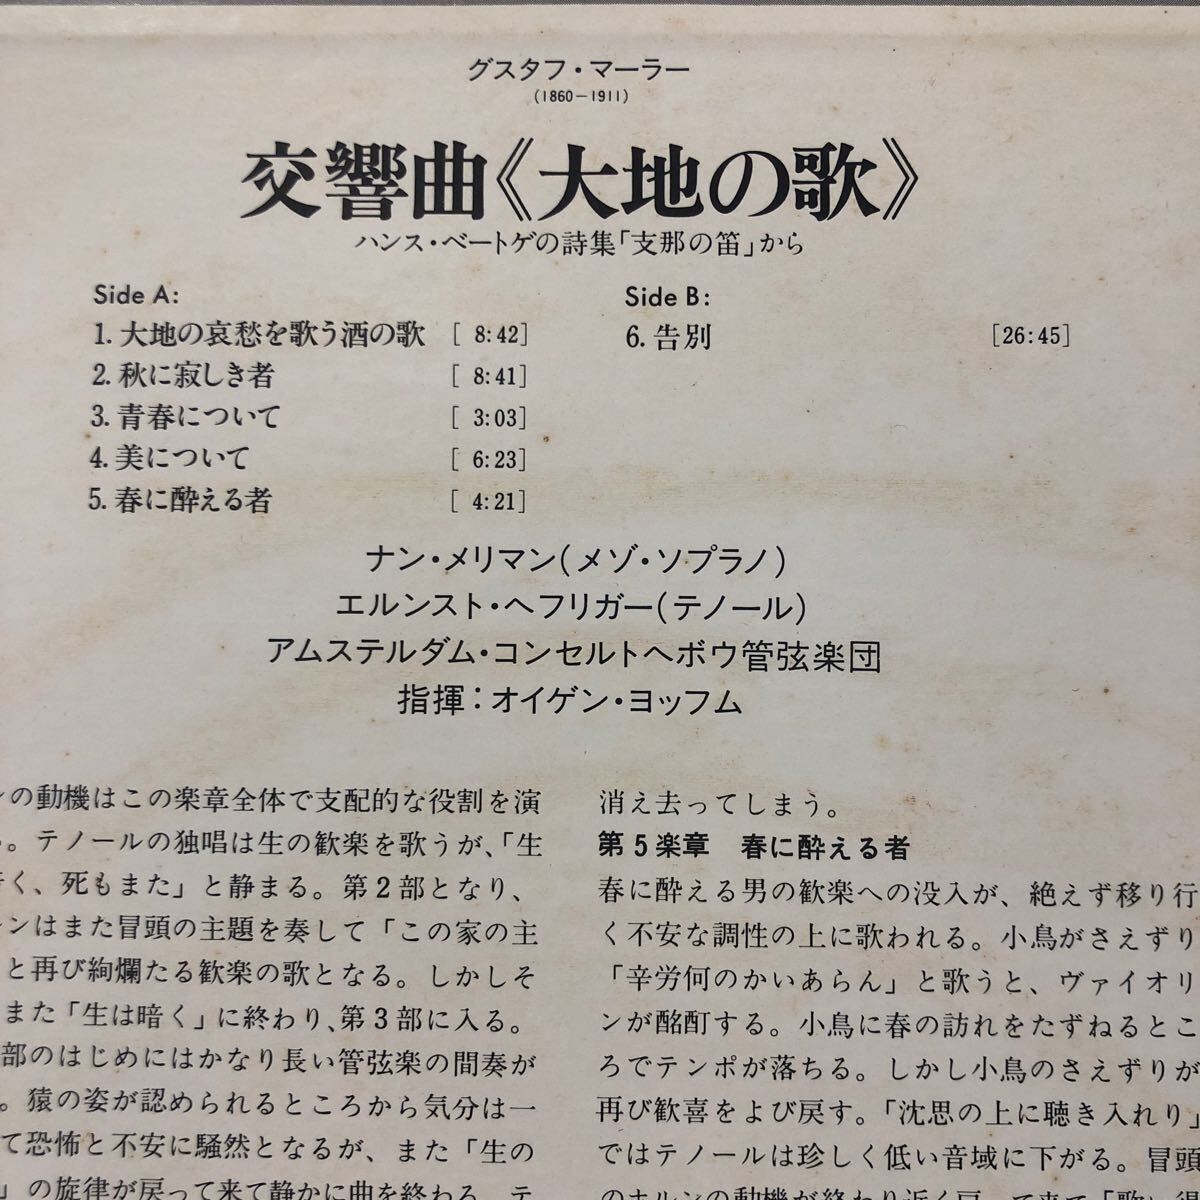 グスタフ・マーラー
(1860－1911)
交響曲《大地の歌》
ハンス・ベートゲの詩集「支那の笛」から
Side A:
1. 大地の哀愁を歌う酒の歌 [ 8:42]
2. 秋に寂しき者 [ 8:41]
3. 青春について [ 3:03]
4. 美について [ 6:23]
5. 春に酔える者 [ 4:21]
Side B:
6. 告別 [26:45]
ナン・メリマン(メゾ・ソプラノ)
エルンスト・ヘフリガー(テノール)
アムステルダム・コンセルトヘボウ管弦楽団
指揮：オイゲン・ヨッフム
ンの動機はこの楽章全体で支配的な役割を演
。テノールの独唱は生の歓楽を歌うが、「生
く、死もまた」と静まる。第2部となり、
ンはまた冒頭の主題を奏して「この家の主
と再び絢爛たる歓楽の歌となる。しかしそ
また「生は暗く」に終わり、第3部に入る。
部のはじめにはかなり長い管弦楽の間奏が
。猿の姿が認められるところから気分は一
て恐怖と不安に騒然となるが、また「生の
」の旋律が戻って来て静かに曲を終わる。テ
消え去ってしまう。
第5楽章　春に酔える者
春に酔える男の歓楽への没入が、絶えず移り行
く不安な調性の上に歌われる。小鳥がさえずり
「辛労何のかいあらん」と歌うと、ヴァイオリ
ンが酩酊する。小鳥に春の訪れをたずねるとこ
ろでテンポが落ちる。しかし小鳥のさえずりが
再び歓喜をよび戻す。「沈思の上に聴き入れり」
ではテノールは珍しく低い音域に下がる。冒頭
のホルンの動機が終わり近く戻って来て「歌い得